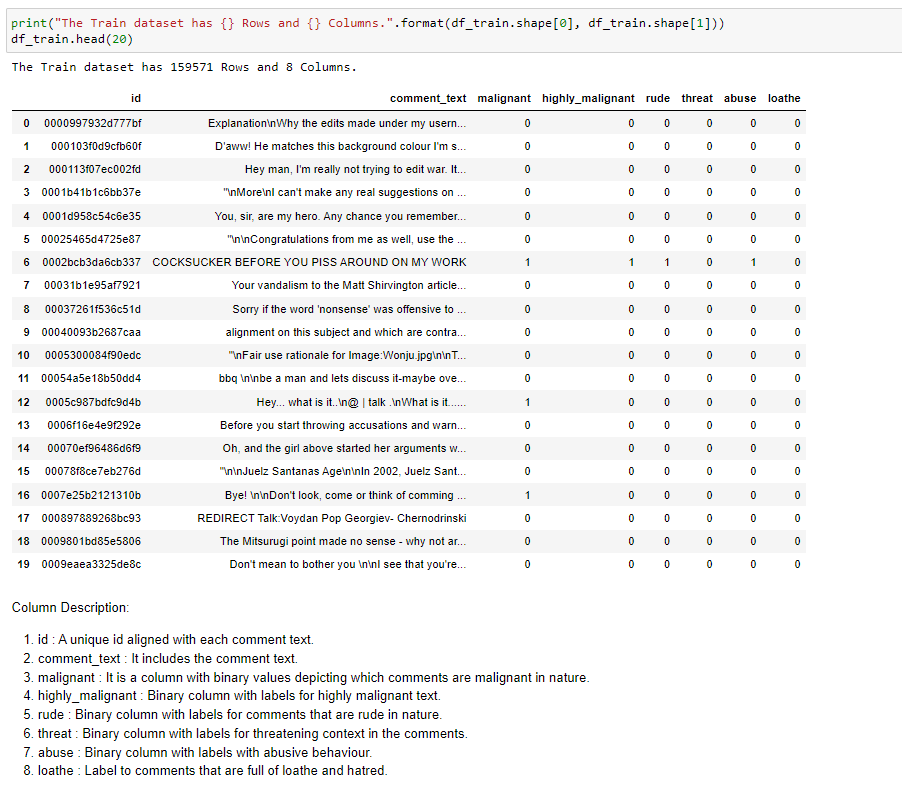 print("The Train dataset has {} Rows and {} Columns.".format(df_train.shape[0], df_train.shape[1]))
df_train.head(20)
The Train dataset has 159571 Rows and 8 Columns.
id comment_text malignant highly_malignant rude threat abuse loathe
0 0000997932d777bf Explanation\nWhy the edits made under my usern... 0 0 0 0 0 0
1 000103f0d9cfb60f D'aww! He matches this background colour I'm s... 0 0 0 0 0 0
2 000113f07ec002fd Hey man, I'm really not trying to edit war. It... 0 0 0 0 0 0
3 0001b41b1c6bb37e "\nMore\nI can't make any real suggestions on ... 0 0 0 0 0 0
4 0001d958c54c6e35 You, sir, are my hero. Any chance you remember... 0 0 0 0 0 0
5 00025465d4725e87 "\n\nCongratulations from me as well, use the ... 0 0 0 0 0 0
6 0002bcb3da6cb337 COCKSUCKER BEFORE YOU PISS AROUND ON MY WORK 1 1 1 0 1 0
7 00031b1e95af7921 Your vandalism to the Matt Shirvington article... 0 0 0 0 0 0
8 00037261f536c51d Sorry if the word 'nonsense' was offensive to ... 0 0 0 0 0 0
9 00040093b2687caa alignment on this subject and which are contra... 0 0 0 0 0 0
10 0005300084f90edc "\nFair use rationale for Image:Wonju.jpg\n\nT... 0 0 0 0 0 0
11 00054a5e18b50dd4 bbq \n\nbe a man and lets discuss it-maybe ove... 0 0 0 0 0 0
12 0005c987bdfc9d4b Hey... what is it..\n@ | talk .\nWhat is it...... 1 0 0 0 0 0
13 0006f16e4e9f292e Before you start throwing accusations and warn... 0 0 0 0 0 0
14 00070ef96486d6f9 Oh, and the girl above started her arguments w... 0 0 0 0 0 0
15 00078f8ce7eb276d "\n\nJuelz Santanas Age\n\nIn 2002, Juelz Sant... 0 0 0 0 0 0
16 0007e25b2121310b Bye! \n\nDon't look, come or think of comming ... 1 0 0 0 0 0
17 000897889268bc93 REDIRECT Talk:Voydan Pop Georgiev- Chernodrinski 0 0 0 0 0 0
18 0009801bd85e5806 The Mitsurugi point made no sense - why not ar... 0 0 0 0 0 0
19 0009eaea3325de8c Don't mean to bother you \n\nI see that you're... 0 0 0 0 0 0
Column Description:
1. id : A unique id aligned with each comment text.
2. comment_text : It includes the comment text.
3. malignant : It is a column with binary values depicting which comments are malignant in nature.
4. highly_malignant : Binary column with labels for highly malignant text.
5. rude : Binary column with labels for comments that are rude in nature.
6. threat : Binary column with labels for threatening context in the comments.
7. abuse : Binary column with labels with abusive behaviour.
8. loathe : Label to comments that are full of loathe and hatred.